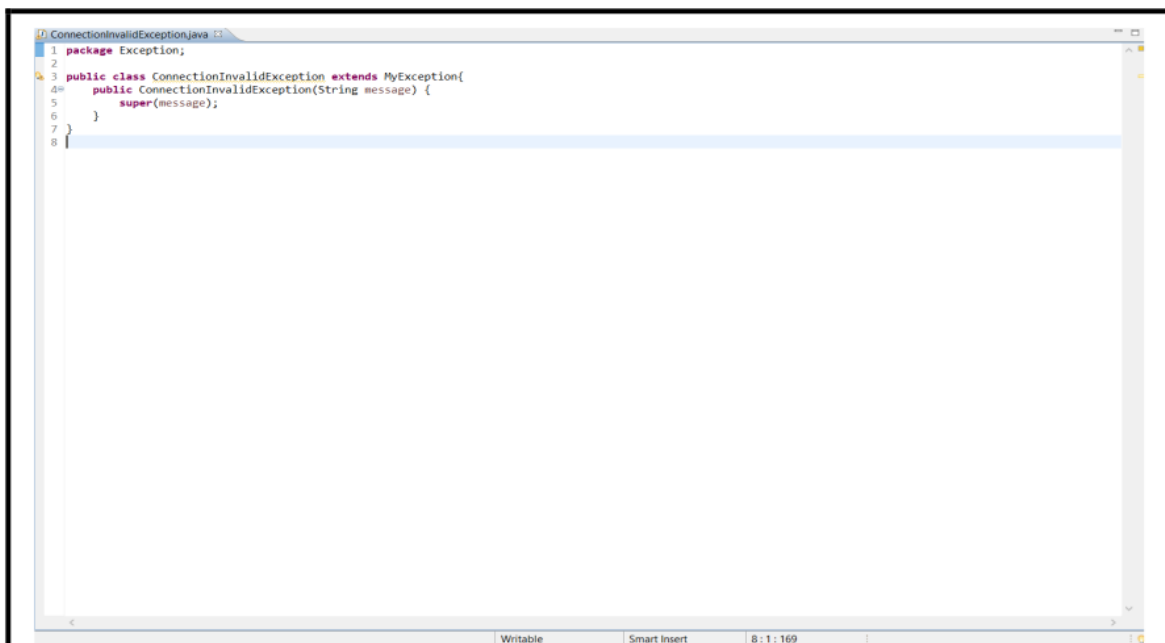 ConnectionInvalidException.java
1 package Exception;
2
3 public class ConnectionInvalidException extends MyException{
4     public ConnectionInvalidException(String message) {
5         super(message);
6     }
7 }
8
Writable Smart Insert 8 : 1 : 169